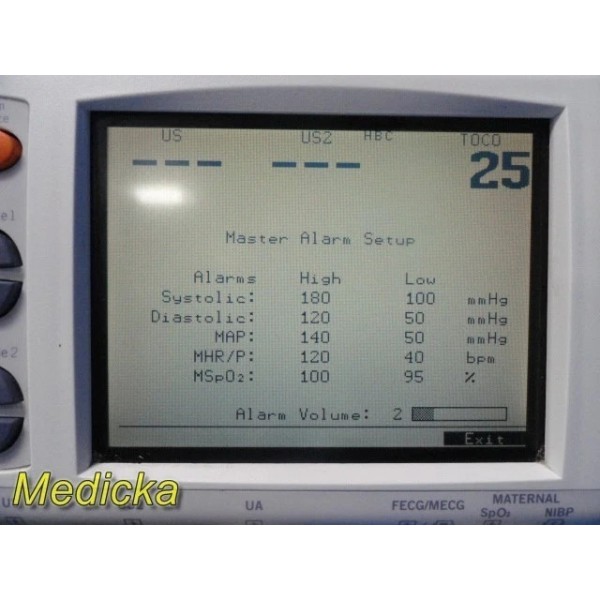 US US2 ABC TOCO
--- --- 25
Master Alarm Setup
Alarms High Low
Systolic: 180 100 mmHg
Diastolic: 120 50 mmHg
MAP: 140 50 mmHg
MHR/P: 120 40 bpm
MSpO2: 100 95 %
Alarm Volume: 2
Exit
Medicka
UA FECG/MECG MATERNAL
SpO2 NIBP